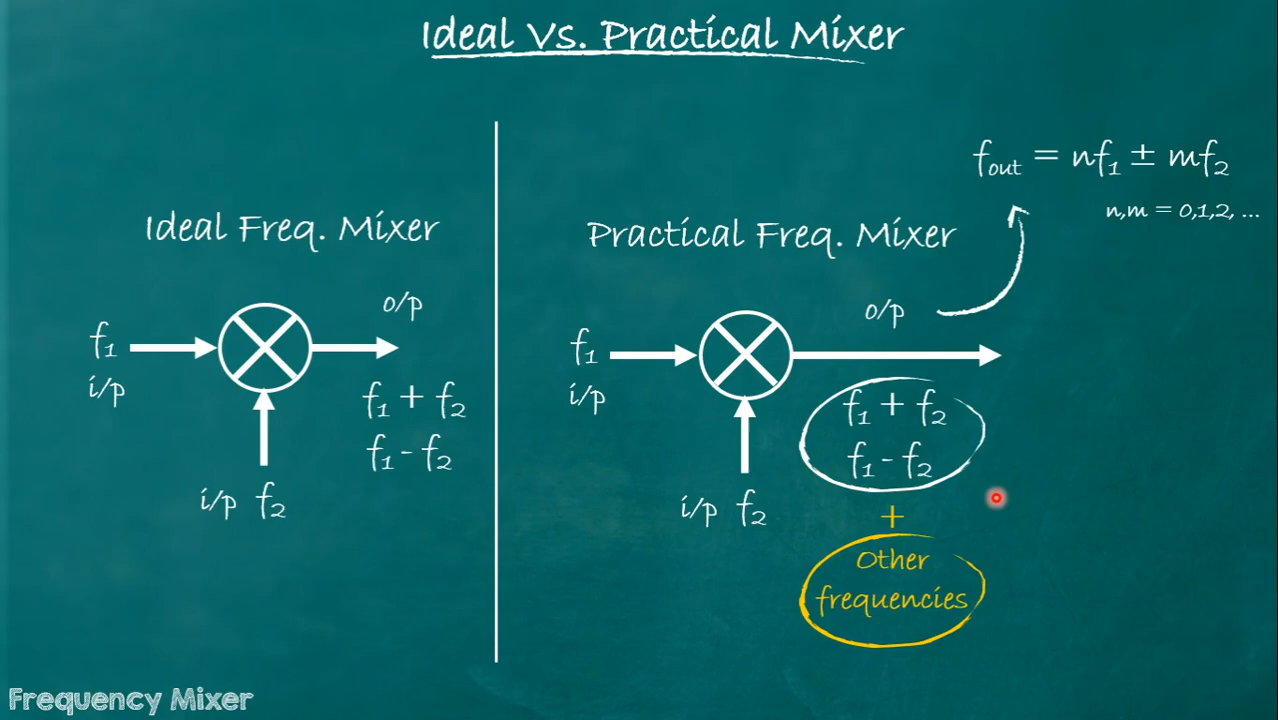 Ideal Vs. Practical Mixer
Ideal Freq. Mixer
f₁
i/p
o/p
f₁ + f₂
f₁ - f₂
i/p f₂
Practical Freq. Mixer
f₁
i/p
o/p
f₁ + f₂
f₁ - f₂
+
Other
frequencies
i/p f₂
fout = nf₁ ± mf₂
n,m = 0,1,2, ...
Frequency Mixer